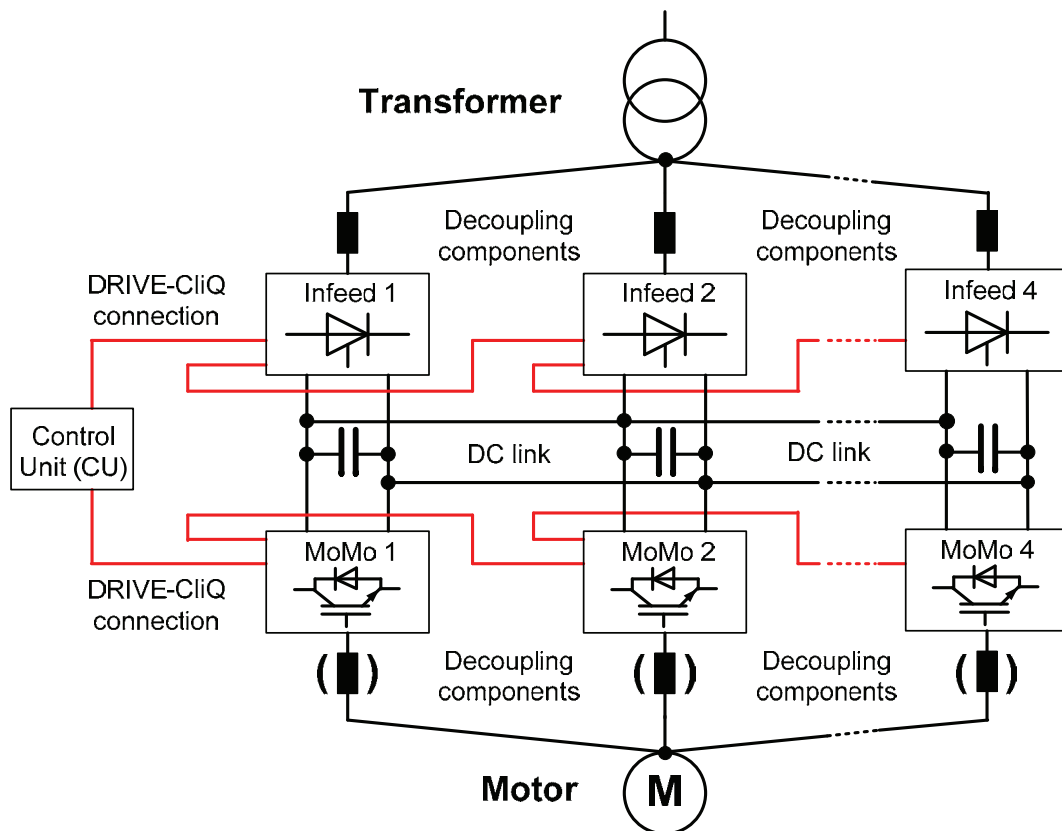 Transformer
Decoupling
components
Decoupling
components
DRIVE-CliQ
connection
Infeed 1
Infeed 2
Infeed 4
Control
Unit (CU)
DC link
DC link
MoMo 1
MoMo 2
MoMo 4
DRIVE-CliQ
connection
( )
Decoupling
components
( )
Decoupling
components
( )
Motor
M